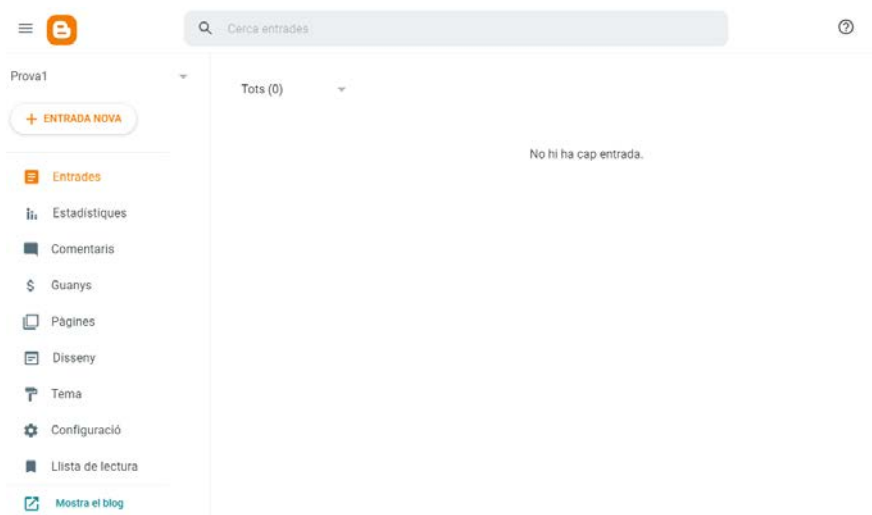 Cerca entrades
Prova1
Tots (0)
ENTRADA NOVA
No hi ha cap entrada.
Entrades
Estadístiques
Comentaris
Guanys
Pàgines
Disseny
Tema
Configuració
Llista de lectura
Mostra el blog